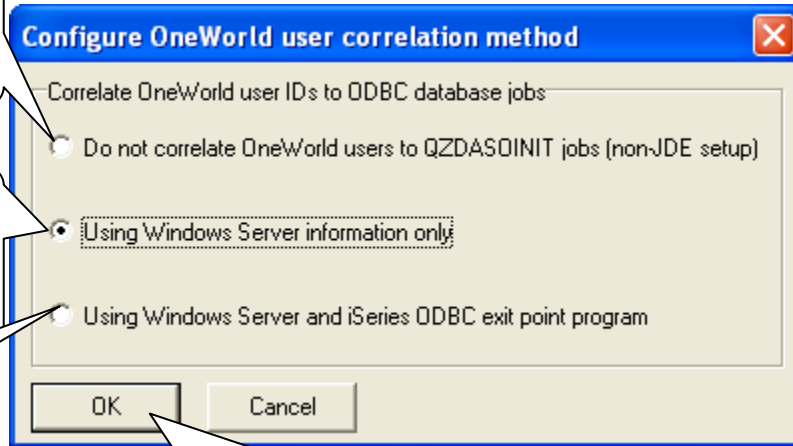 Configure OneWorld user correlation method
Correlate OneWorld user IDs to ODBC database jobs
Do not correlate OneWorld users to QZDASOINIT jobs (non-JDE setup)
Using Windows Server information only
Using Windows Server and iSeries ODBC exit point program
OK Cancel